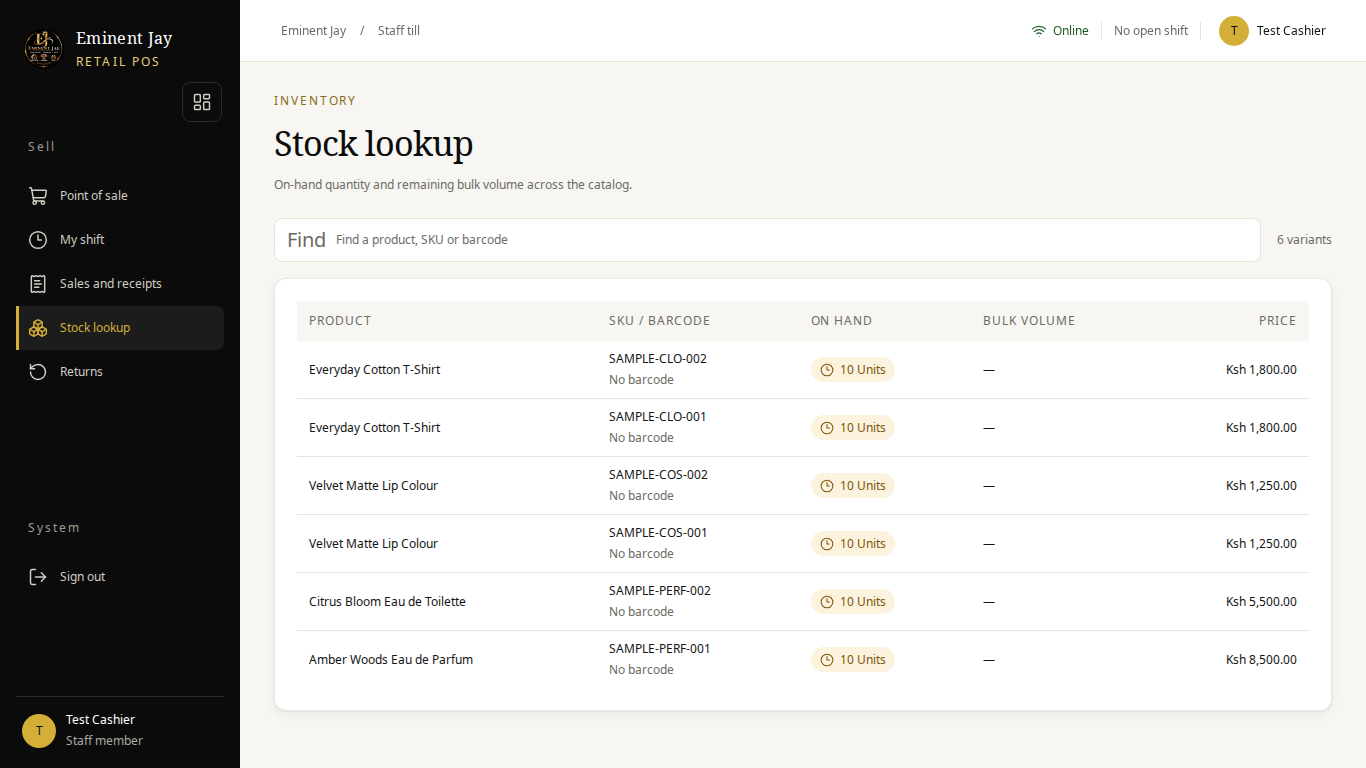 Eminent Jay
RETAIL POS
Sell
Point of sale
My shift
Sales and receipts
Stock lookup
Returns
System
Sign out
T
Test Cashier
Staff member
Eminent Jay / Staff till
Online
No open shift
T
Test Cashier
INVENTORY
Stock lookup
On-hand quantity and remaining bulk volume across the catalog.
Find Find a product, SKU or barcode
6 variants
PRODUCT SKU / BARCODE ON HAND BULK VOLUME PRICE
Everyday Cotton T-Shirt SAMPLE-CLO-002 10 Units — Ksh 1,800.00
No barcode
Everyday Cotton T-Shirt SAMPLE-CLO-001 10 Units — Ksh 1,800.00
No barcode
Velvet Matte Lip Colour SAMPLE-COS-002 10 Units — Ksh 1,250.00
No barcode
Velvet Matte Lip Colour SAMPLE-COS-001 10 Units — Ksh 1,250.00
No barcode
Citrus Bloom Eau de Toilette SAMPLE-PERF-002 10 Units — Ksh 5,500.00
No barcode
Amber Woods Eau de Parfum SAMPLE-PERF-001 10 Units — Ksh 8,500.00
No barcode